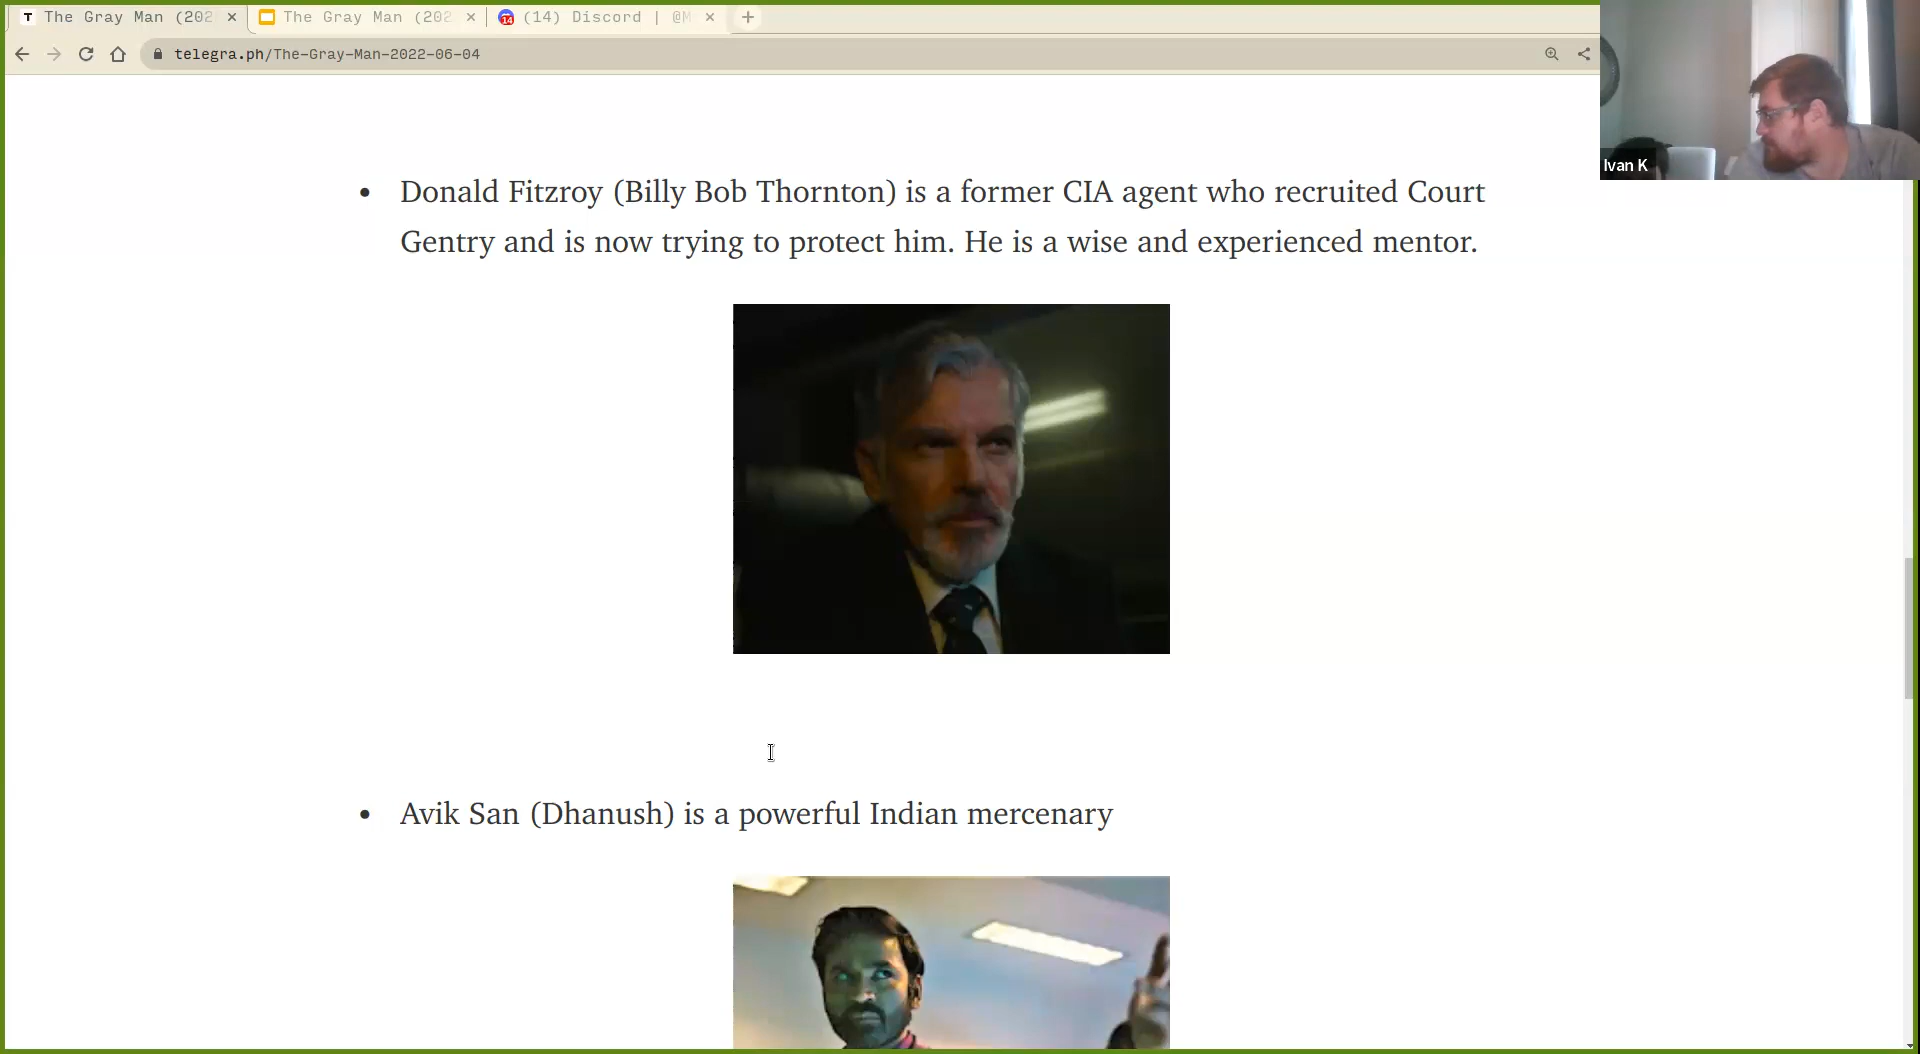 The Gray Man (202
The Gray Man (202
(14) Discord | @M
telegra.ph/The-Gray-Man-2022-06-04
Ivan K
• Donald Fitzroy (Billy Bob Thornton) is a former CIA agent who recruited Court
Gentry and is now trying to protect him. He is a wise and experienced mentor.
• Avik San (Dhanush) is a powerful Indian mercenary